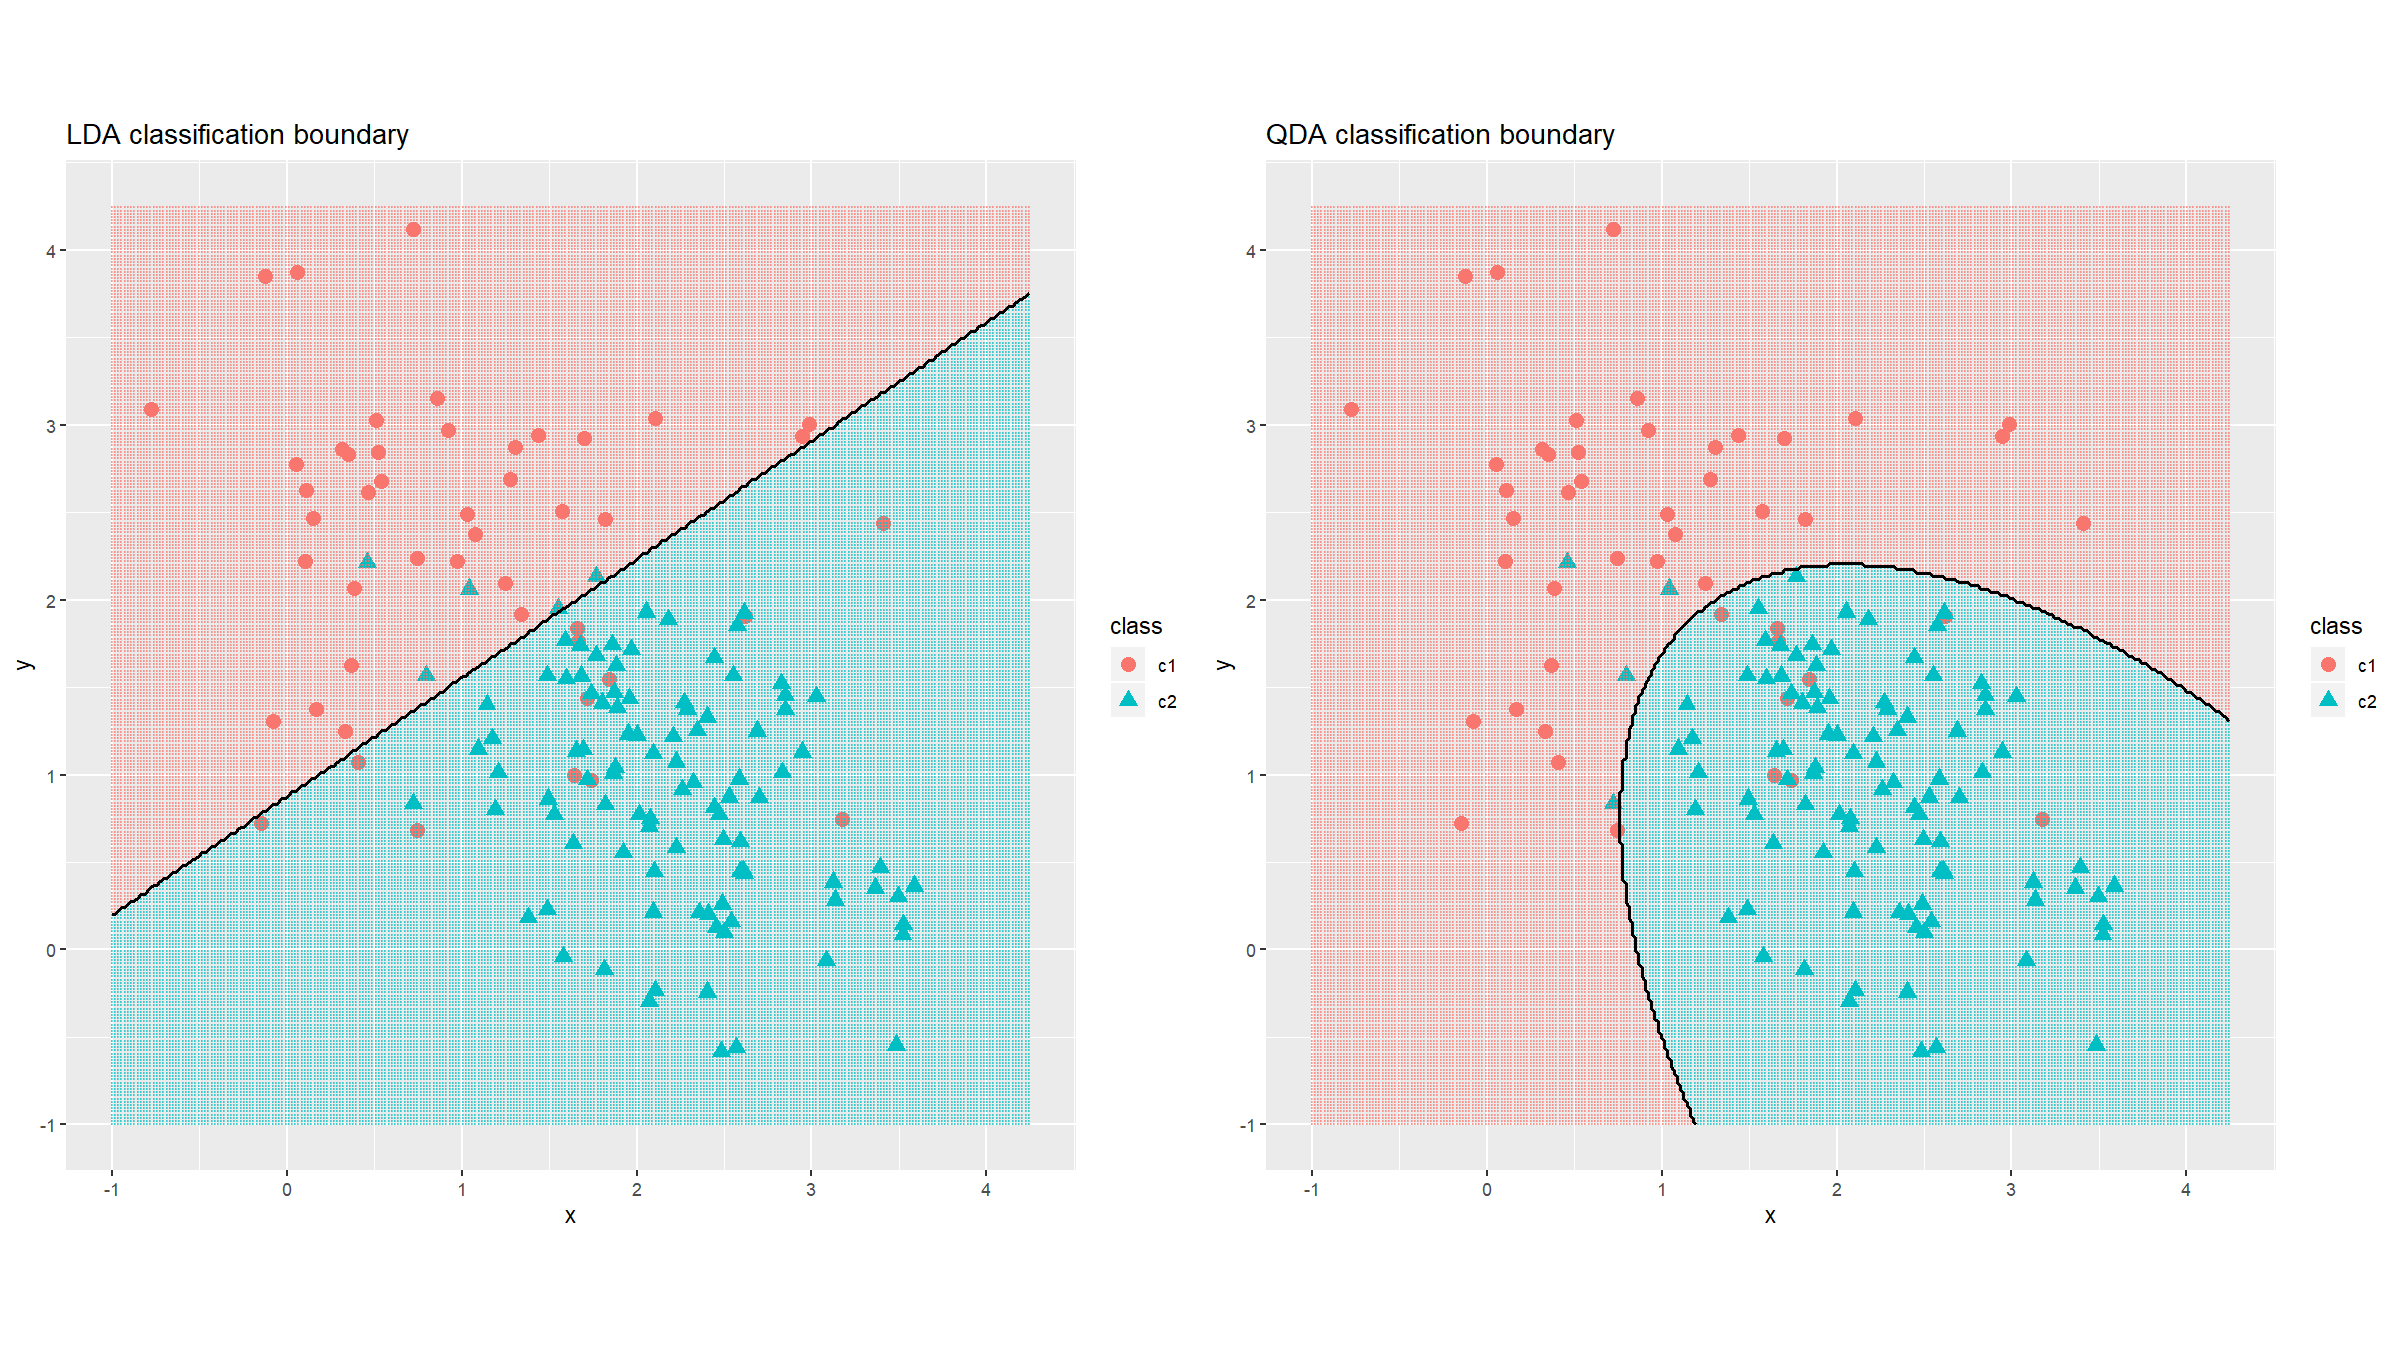 LDA classification boundary
4
3
2
1
0
-1
y
-1 0 1 2 3 4
x
class
c1
c2
QDA classification boundary
4
3
2
1
0
-1
y
-1 0 1 2 3 4
x
class
c1
c2